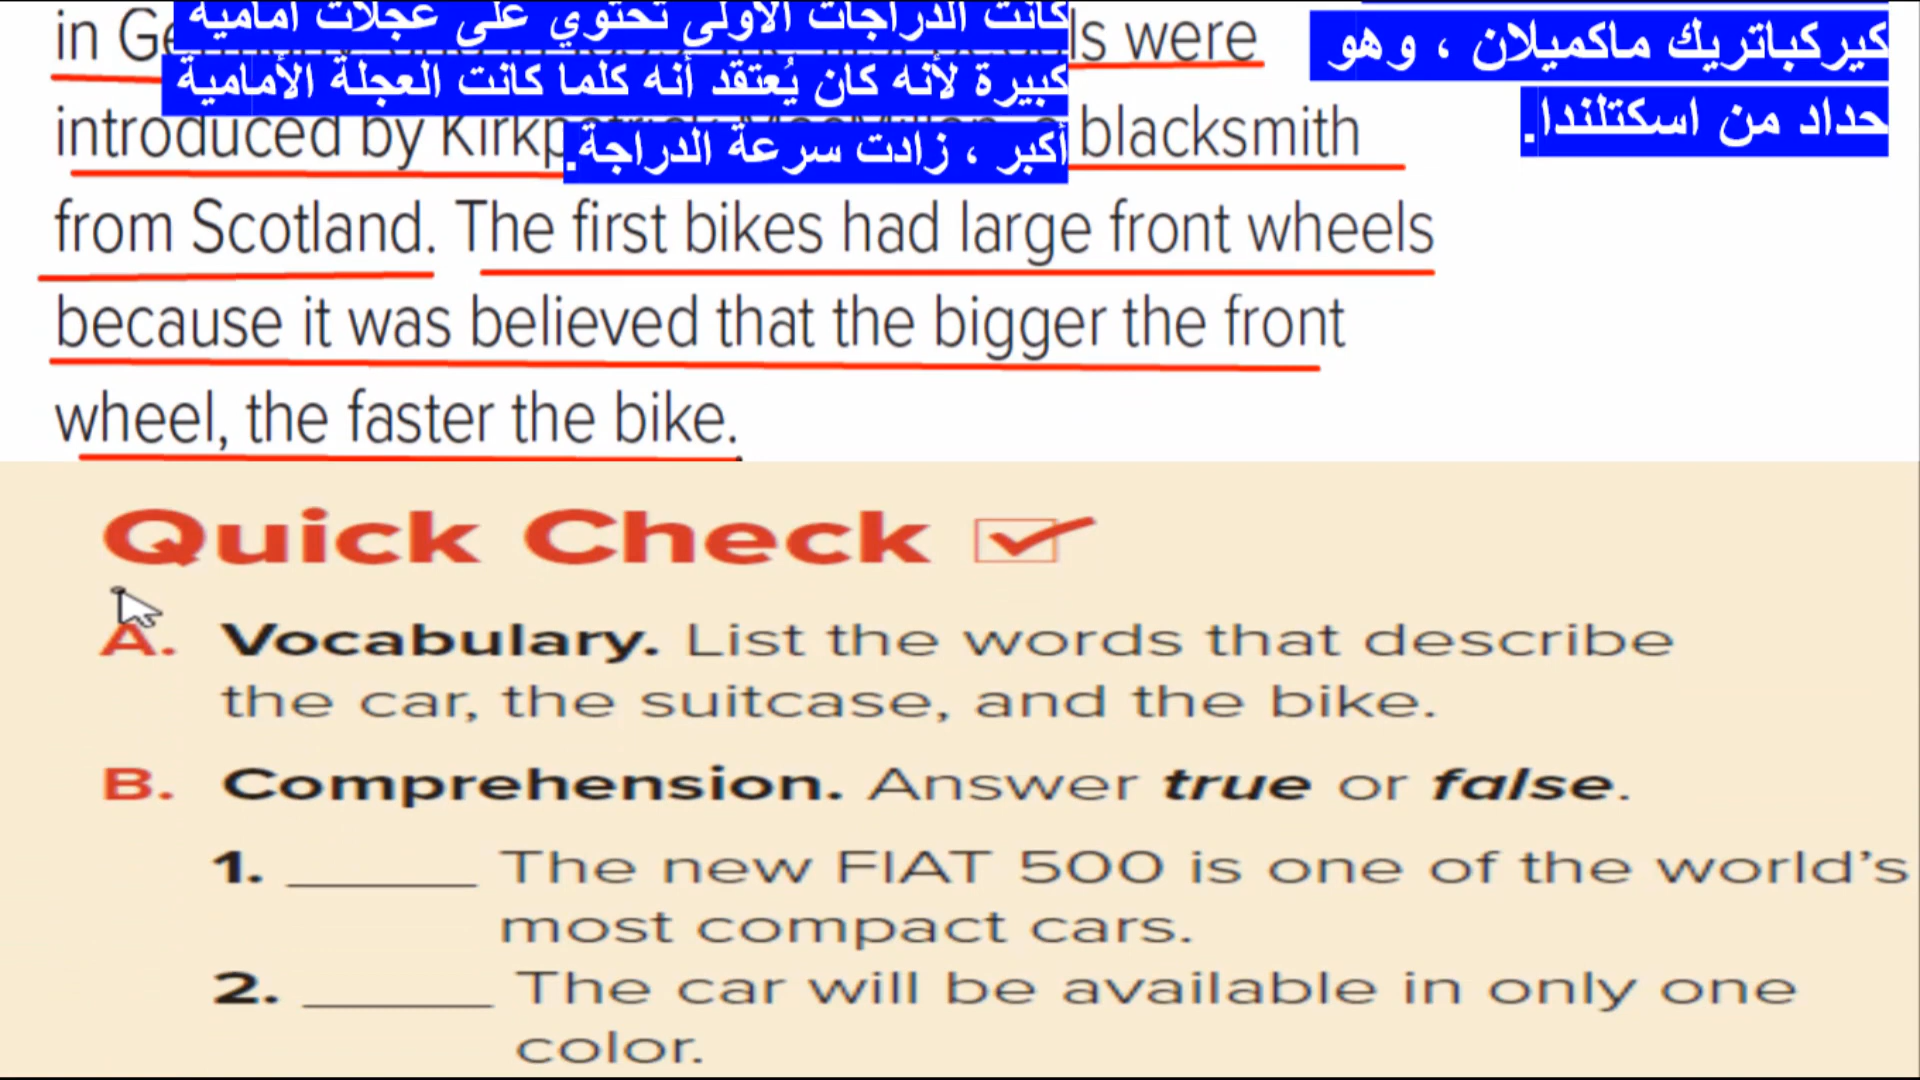 in Ge ls were
كانت الدراجات الأولى تحتوي على عجلات أمامية
كبيرة لأنه كان يُعتقد أنه كلما كانت العجلة الأمامية
أكبر ، زادت سرعة الدراجة.
كيركباتريك ماكميلان ، وهو
حداد من اسكتلندا.
introduced by Kirkp blacksmith
from Scotland. The first bikes had large front wheels
because it was believed that the bigger the front
wheel, the faster the bike.
Quick Check
A. Vocabulary. List the words that describe
the car, the suitcase, and the bike.
B. Comprehension. Answer true or false.
1. ______ The new FIAT 500 is one of the world's
most compact cars.
2. ______ The car will be available in only one
color.